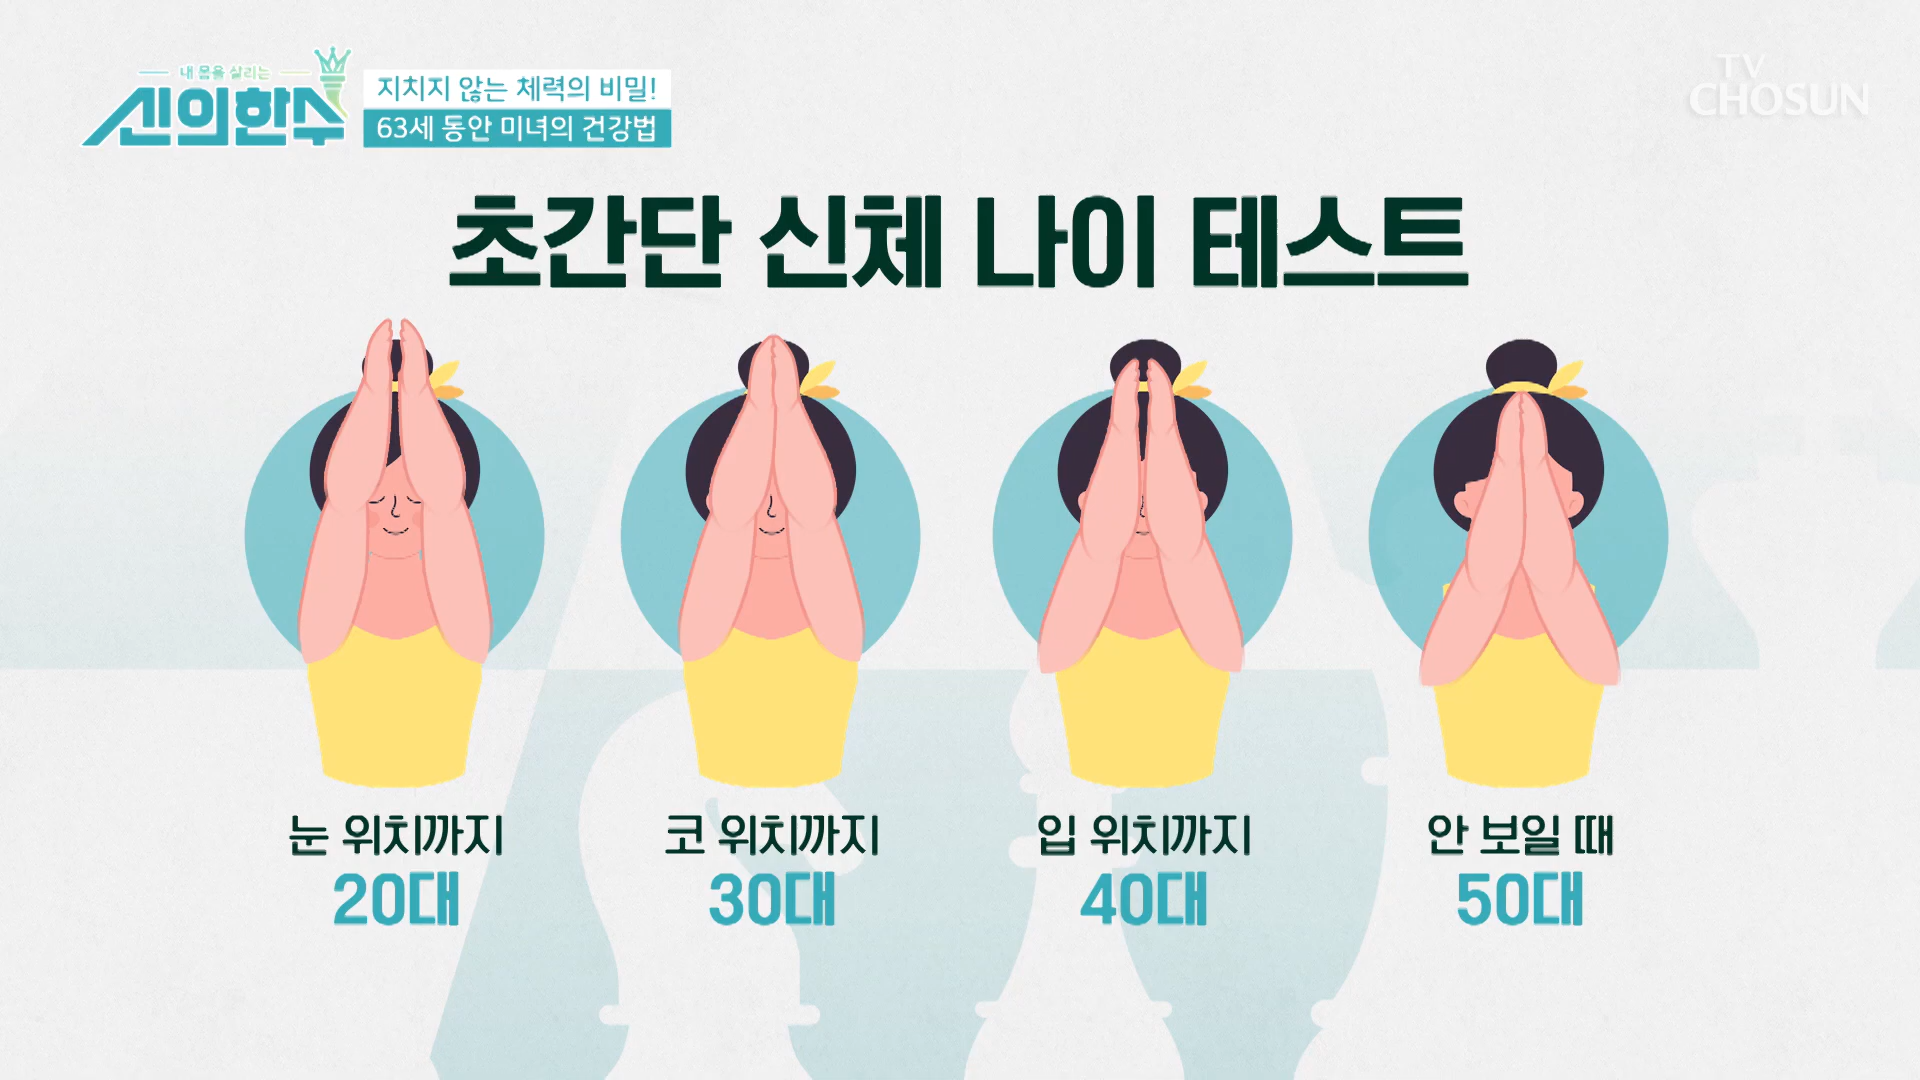 내 몸을 살리는
신의한수
지치지 않는 체력의 비밀!
63세 동안 미녀의 건강법
TV
CHOSUN
초간단 신체 나이 테스트
눈 위치까지
20대
코 위치까지
30대
입 위치까지
40대
안 보일 때
50대